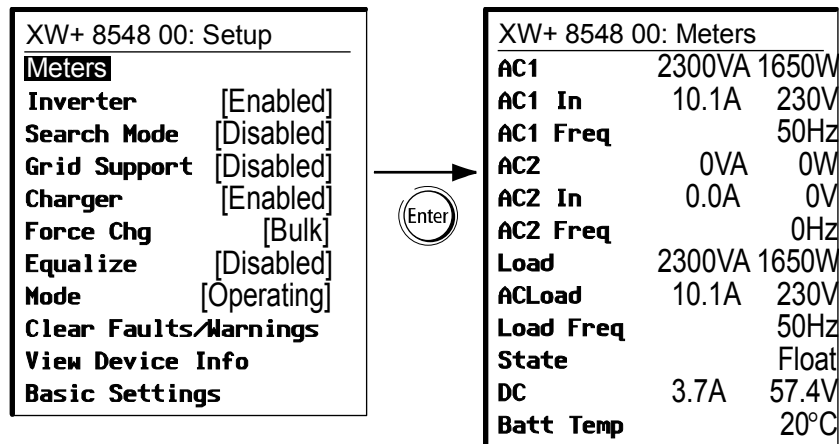 XW+ 8548 00: Setup
Meters
Inverter [Enabled]
Search Mode [Disabled]
Grid Support [Disabled]
Charger [Enabled]
Force Chg [Bulk]
Equalize [Disabled]
Mode [Operating]
Clear Faults/Warnings
View Device Info
Basic Settings
Enter
XW+ 8548 00: Meters
AC1 2300VA 1650W
AC1 In 10.1A 230V
AC1 Freq 50Hz
AC2 0VA 0W
AC2 In 0.0A 0V
AC2 Freq 0Hz
Load 2300VA 1650W
ACLoad 10.1A 230V
Load Freq 50Hz
State Float
DC 3.7A 57.4V
Batt Temp 20°C